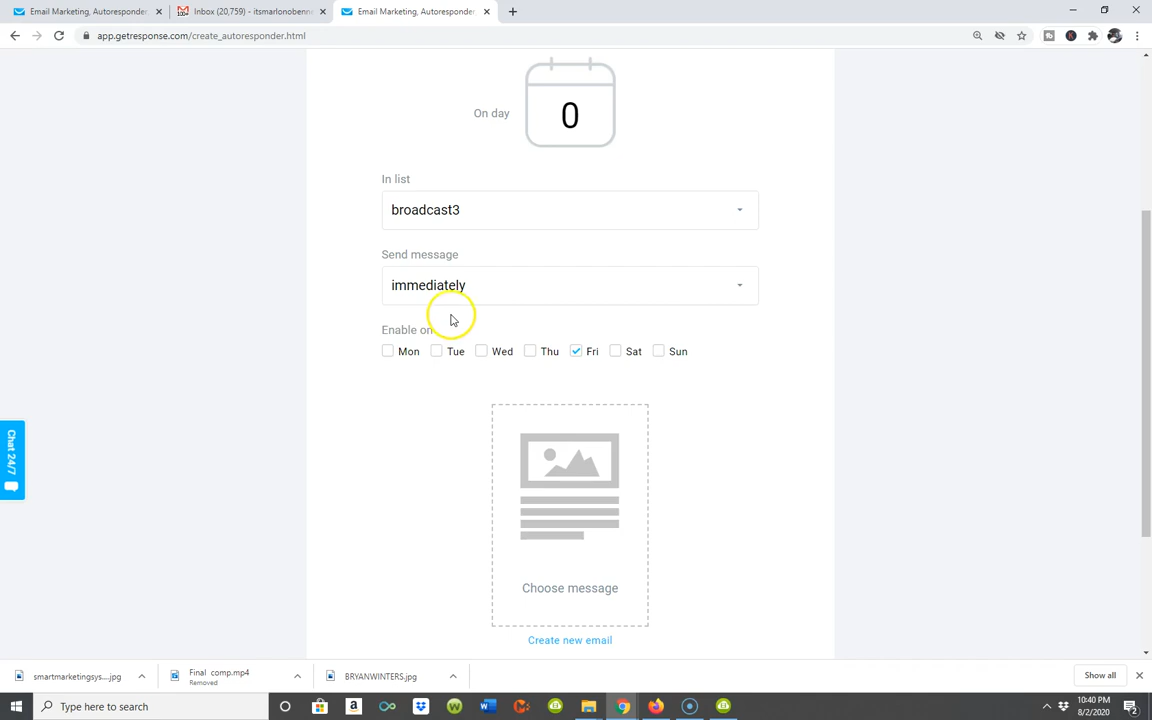 Email Marketing, Autoresponder
Inbox (20,759) - itsmarlonobenn
Email Marketing, Autoresponder
app.getresponse.com/create_autoresponder.html
On day
0
In list
broadcast3
Send message
immediately
Enable on
Mon Tue Wed Thu Fri Sat Sun
Chat 24/7
Choose message
Create new email
smartmarketingsys....jpg
Final comp.mp4
Removed
BRYANWINTERS.jpg
Show all
Type here to search
10:40 PM
8/2/2020
2